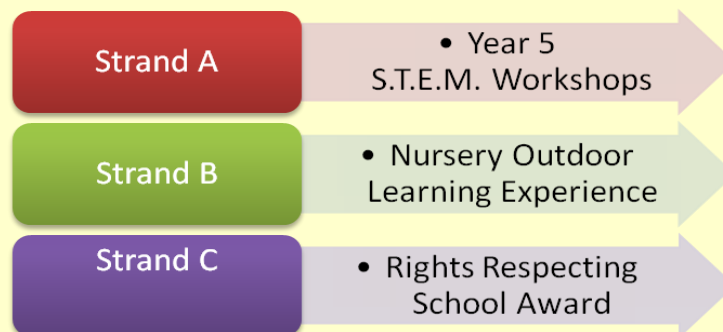 Strand A
• Year 5
S.T.E.M. Workshops
Strand B
• Nursery Outdoor
Learning Experience
Strand C
• Rights Respecting
School Award